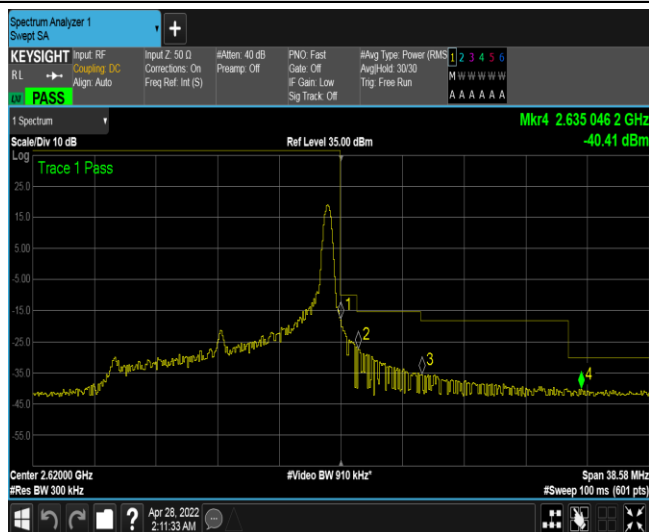 Spectrum Analyzer 1
Swept SA
+
KEYSIGHT
RL
PASS
Input: RF
Coupling: DC
Align: Auto
Input Z: 50 Ω
Corrections: On
Freq Ref: Int (S)
#Atten: 40 dB
Preamp: Off
PNO: Fast
Gate: Off
IF Gain: Low
Sig Track: Off
#Avg Type: Power (RMS
Avg|Hold: 30/30
Trig: Free Run
1 2 3 4 5 6
M W W W W W
A A A A A A
1 Spectrum
Mkr4 2.635 046 2 GHz
Scale/Div 10 dB
Ref Level 35.00 dBm
-40.41 dBm
Log
Trace 1 Pass
25.0
15.0
5.00
-5.00
-15.0
1
-25.0
2
3
-35.0
4
-45.0
-55.0
Center 2.62000 GHz
#Video BW 910 kHz*
Span 38.58 MHz
#Res BW 300 kHz
#Sweep 100 ms (601 pts)
?
Apr 28, 2022
2:11:33 AM